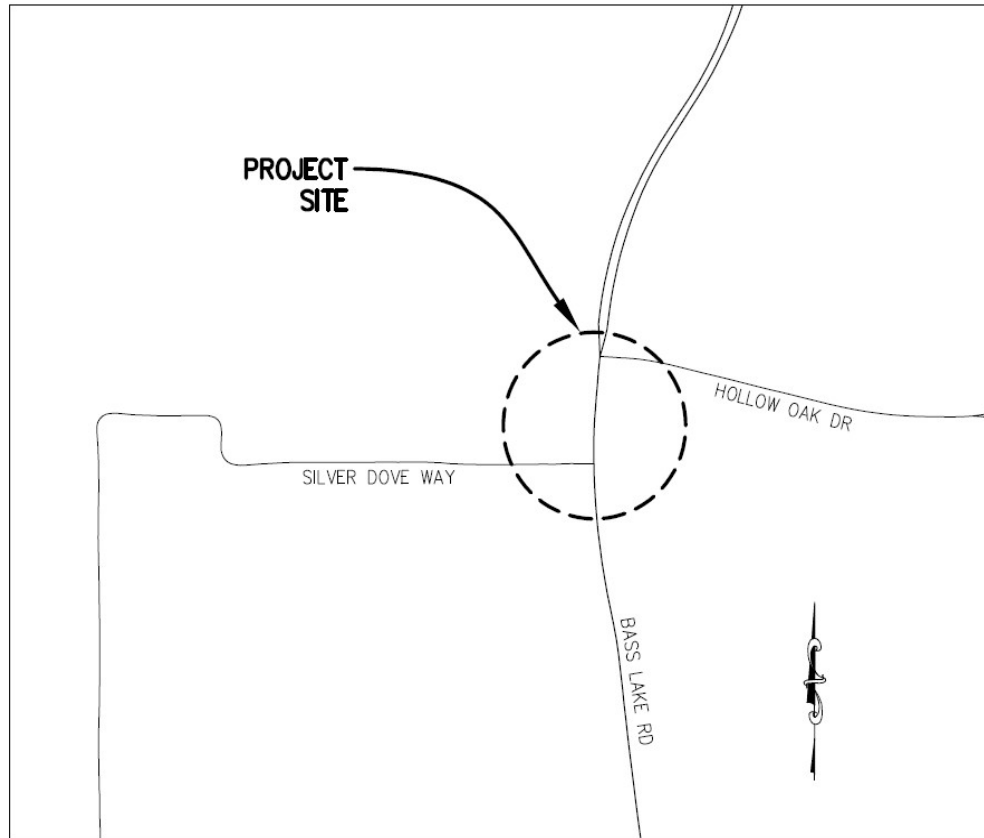 PROJECT
SITE
HOLLOW OAK DR
SILVER DOVE WAY
BASS LAKE RD